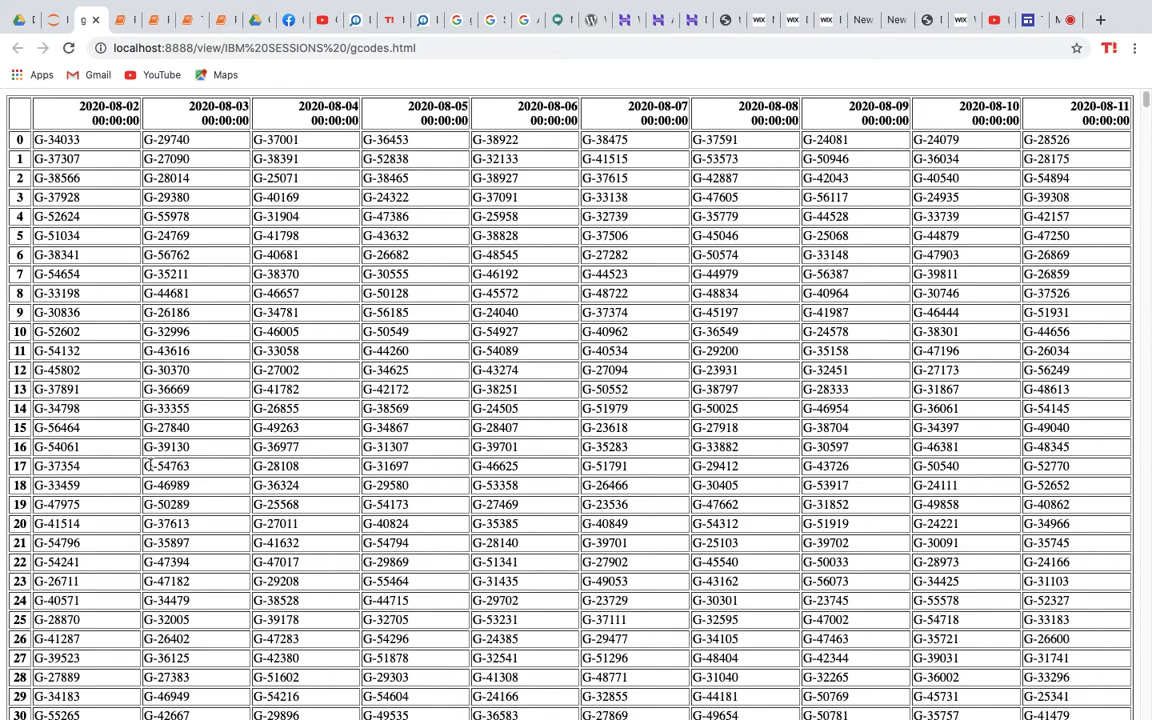 localhost:8888/view/IBM%20SESSIONS%20/gcodes.html
Apps Gmail YouTube Maps
2020-08-02 2020-08-03 2020-08-04 2020-08-05 2020-08-06 2020-08-07 2020-08-08 2020-08-09 2020-08-10 2020-08-11
00:00:00 00:00:00 00:00:00 00:00:00 00:00:00 00:00:00 00:00:00 00:00:00 00:00:00 00:00:00
0 G-34033 G-29740 G-37001 G-36453 G-38922 G-38475 G-37591 G-24081 G-24079 G-28526
1 G-37307 G-27090 G-38391 G-52838 G-32133 G-41515 G-53573 G-50946 G-36034 G-28175
2 G-38566 G-28014 G-25071 G-38465 G-38927 G-37615 G-42887 G-42043 G-40540 G-54894
3 G-37928 G-29380 G-40169 G-24322 G-37091 G-33138 G-47605 G-56117 G-24935 G-39308
4 G-52624 G-55978 G-31904 G-47386 G-25958 G-32739 G-35779 G-44528 G-33739 G-42157
5 G-51034 G-24769 G-41798 G-43632 G-38828 G-37506 G-45046 G-25068 G-44879 G-47250
6 G-38341 G-56762 G-40681 G-26682 G-48545 G-27282 G-50574 G-33148 G-47903 G-26869
7 G-54654 G-35211 G-38370 G-30555 G-46192 G-44523 G-44979 G-56387 G-39811 G-26859
8 G-33198 G-44681 G-46657 G-50128 G-45572 G-48722 G-48834 G-40964 G-30746 G-37526
9 G-30836 G-26186 G-34781 G-56185 G-24040 G-37374 G-45197 G-41987 G-46444 G-51931
10 G-52602 G-32996 G-46005 G-50549 G-54927 G-40962 G-36549 G-24578 G-38301 G-44656
11 G-54132 G-43616 G-33058 G-44260 G-54089 G-40534 G-29200 G-35158 G-47196 G-26034
12 G-45802 G-30370 G-27002 G-34625 G-43274 G-27094 G-23931 G-32451 G-27173 G-56249
13 G-37891 G-36669 G-41782 G-42172 G-38251 G-50552 G-38797 G-28333 G-31867 G-48613
14 G-34798 G-33355 G-26855 G-38569 G-24505 G-51979 G-50025 G-46954 G-36061 G-54145
15 G-56464 G-27840 G-49263 G-34867 G-28407 G-23618 G-27918 G-38704 G-34397 G-49040
16 G-54061 G-39130 G-36977 G-31307 G-39701 G-35283 G-33882 G-30597 G-46381 G-48345
17 G-37354 G-54763 G-28108 G-31697 G-46625 G-51791 G-29412 G-43726 G-50540 G-52770
18 G-33459 G-46989 G-36324 G-29580 G-53358 G-26466 G-30405 G-53917 G-24111 G-52652
19 G-47975 G-50289 G-25568 G-54173 G-27469 G-23536 G-47662 G-31852 G-49858 G-40862
20 G-41514 G-37613 G-27011 G-40824 G-35385 G-40849 G-54312 G-51919 G-24221 G-34966
21 G-54796 G-35897 G-41632 G-54794 G-28140 G-39701 G-25103 G-39702 G-30091 G-35745
22 G-54241 G-47394 G-47017 G-29869 G-51341 G-27902 G-45540 G-50033 G-28973 G-24166
23 G-26711 G-47182 G-29208 G-55464 G-31435 G-49053 G-43162 G-56073 G-34425 G-31103
24 G-40571 G-34479 G-38528 G-44715 G-29702 G-23729 G-30301 G-23745 G-55578 G-52327
25 G-28870 G-32005 G-39178 G-32705 G-53231 G-37111 G-32595 G-47002 G-54718 G-33183
26 G-41287 G-26402 G-47283 G-54296 G-24385 G-29477 G-34105 G-47463 G-35721 G-26600
27 G-39523 G-36125 G-42380 G-51878 G-32541 G-51296 G-48404 G-42344 G-39031 G-31741
28 G-27889 G-27383 G-51602 G-29303 G-41308 G-48771 G-31040 G-32265 G-36002 G-33296
29 G-34183 G-46949 G-54216 G-54604 G-24166 G-32855 G-44181 G-50769 G-45731 G-25341
30 G-55265 G-42667 G-29896 G-49535 G-36583 G-27869 G-49654 G-50781 G-35757 G-41479